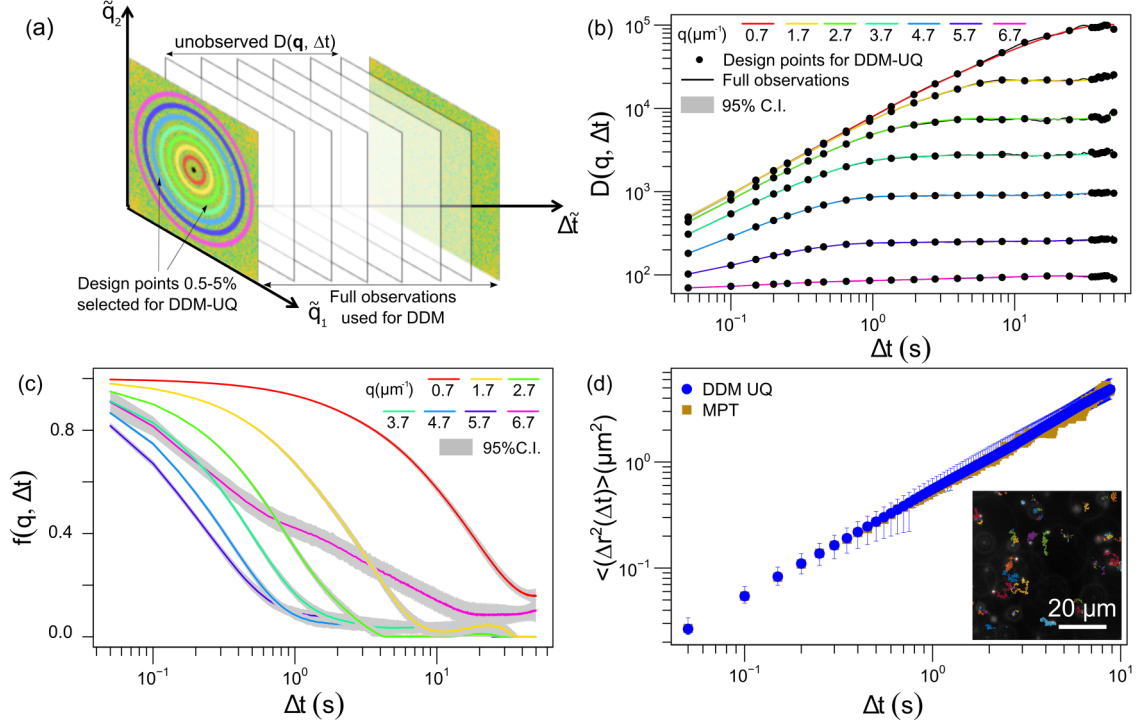 (a)
q̃₂
unobserved D(q, Δt)
Δt̃
Design points 0.5-5%
selected for DDM-UQ
q̃₁
Full observations
used for DDM
(b)
q(μm⁻¹)
0.7 1.7 2.7 3.7 4.7 5.7 6.7
Design points for DDM-UQ
Full observations
95% C.I.
D(q, Δt)
10⁵
10⁴
10³
10²
10⁻¹ 10⁰ 10¹
Δt (s)
(c)
q(μm⁻¹)
0.7 1.7 2.7
3.7 4.7 5.7 6.7
95%C.I.
f(q, Δt)
0.8
0.4
0.0
10⁻¹ 10⁰ 10¹
Δt (s)
(d)
DDM UQ
MPT
<(Δr²(Δt)>(μm²)
10⁰
10⁻¹
20 μm
10⁻¹ 10⁰ 10¹
Δt (s)